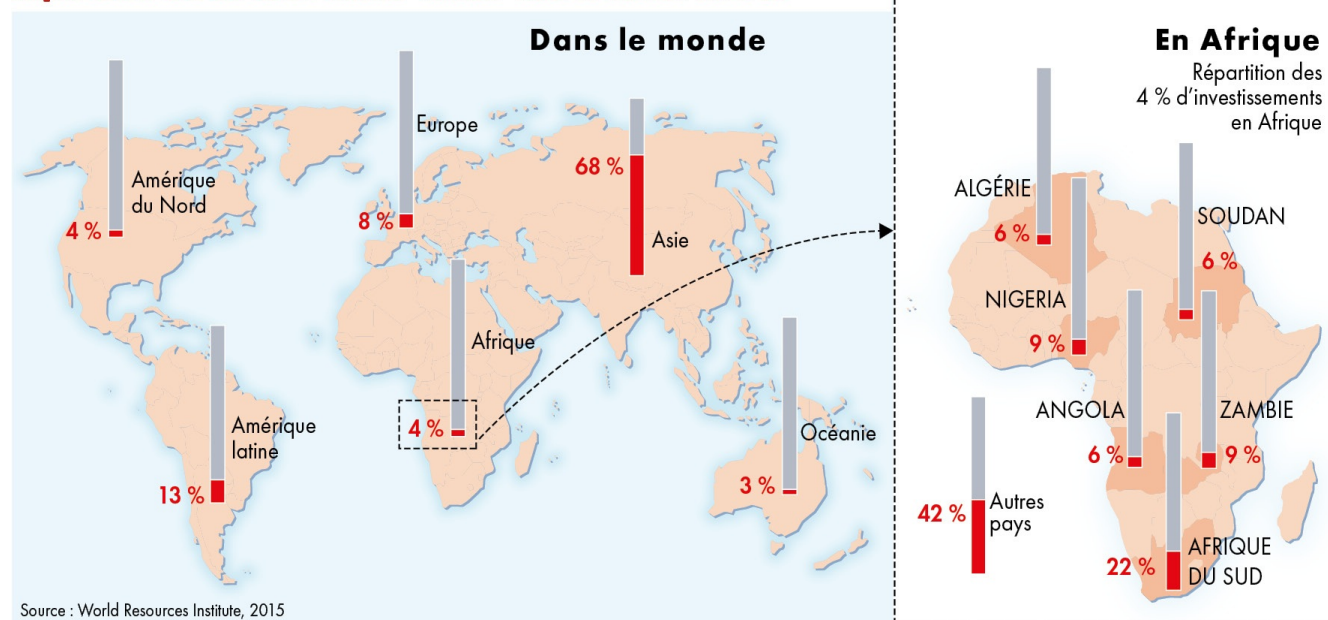 Dans le monde
Europe
68 %
Amérique
du Nord
4 %
8 %
Asie
Afrique
4 %
Amérique
latine
13 %
Océanie
3 %
Source : World Resources Institute, 2015
En Afrique
Répartition des
4 % d'investissements
en Afrique
ALGÉRIE
6 %
SOUDAN
6 %
NIGERIA
9 %
ANGOLA
6 %
ZAMBIE
9 %
42 %
Autres
pays
22 %
AFRIQUE
DU SUD